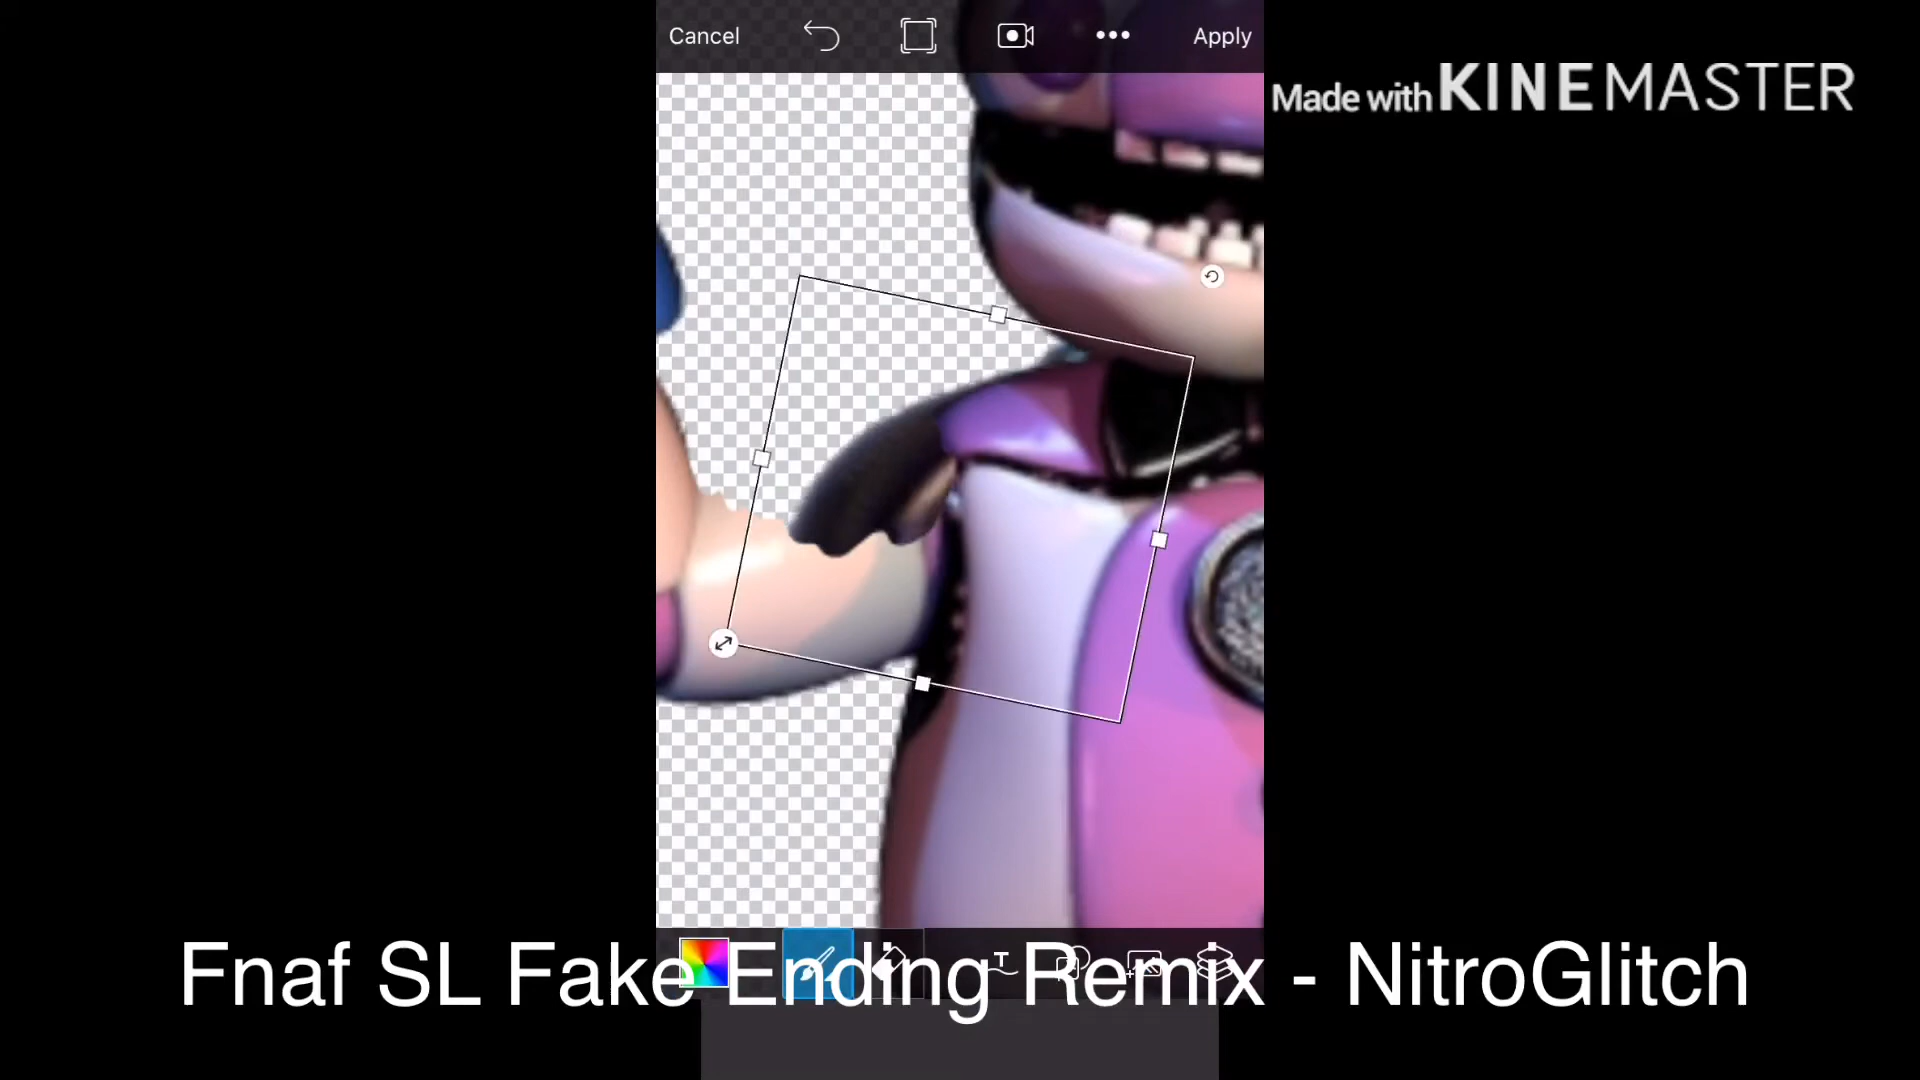 Cancel
Apply
Made with KINEMASTER
T
Fnaf SL Fake Ending Remix - NitroGlitch